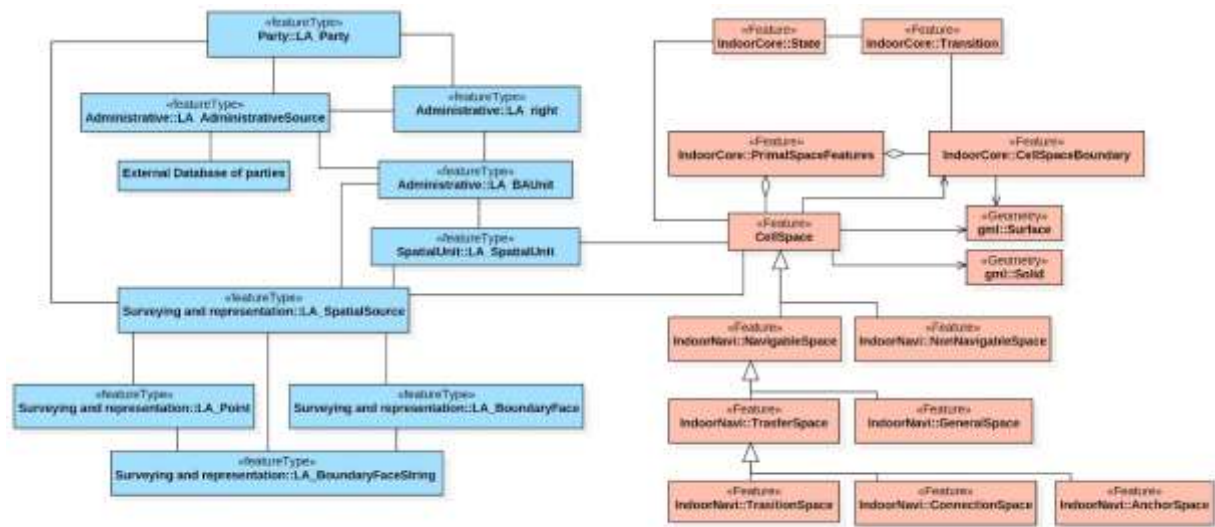 «featureType»
Party::LA_Party
«featureType»
Administrative::LA_AdministrativeSource
«featureType»
Administrative::LA_right
External Database of parties
«featureType»
Administrative::LA_BAUnit
«featureType»
SpatialUnit::LA_SpatialUnit
«featureType»
Surveying and representation::LA_SpatialSource
«featureType»
Surveying and representation::LA_Point
«featureType»
Surveying and representation::LA_BoundaryFace
«featureType»
Surveying and representation::LA_BoundaryFaceString
«Feature»
IndoorCore::State
«Feature»
IndoorCore::Transition
«Feature»
IndoorCore::PrimalSpaceFeatures
«Feature»
IndoorCore::CellSpaceBoundary
«Feature»
CellSpace
«Geometry»
gml::Surface
«Geometry»
gml::Solid
«Feature»
IndoorNavi::NavigableSpace
«Feature»
IndoorNavi::NonNavigableSpace
«Feature»
IndoorNavi::TrasferSpace
«Feature»
IndoorNavi::GeneralSpace
«Feature»
IndoorNavi::TrasitionSpace
«Feature»
IndoorNavi::ConnectionSpace
«Feature»
IndoorNavi::AnchorSpace